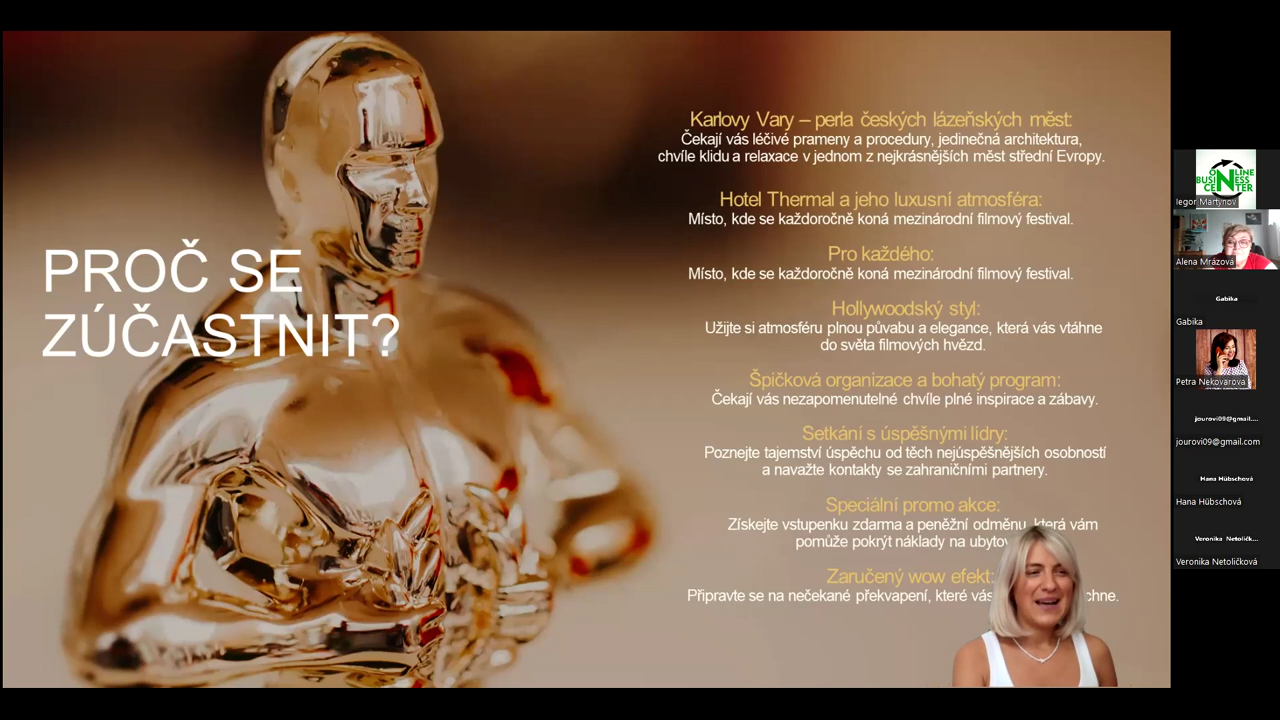 PROČ SE
ZÚČASTNIT?
Karlovy Vary – perla českých lázeňských měst:
Čekají vás léčivé prameny a procedury, jedinečná architektura,
chvíle klidu a relaxace v jednom z nejkrásnějších měst střední Evropy.
Hotel Thermal a jeho luxusní atmosféra:
Místo, kde se každoročně koná mezinárodní filmový festival.
Pro každého:
Místo, kde se každoročně koná mezinárodní filmový festival.
Hollywoodský styl:
Užijte si atmosféru plnou půvabu a elegance, která vás vtáhne
do světa filmových hvězd.
Špičková organizace a bohatý program:
Čekají vás nezapomenutelné chvíle plné inspirace a zábavy.
Setkání s úspěšnými lídry:
Poznejte tajemství úspěchu od těch nejúspěšnějších osobností
a navažte kontakty se zahraničními partnery.
Speciální promo akce:
Získejte vstupenku zdarma a peněžní odměnu, která vám
pomůže pokrýt náklady na
Zaručený wow efekt:
Připravte se na nečekané překvapení, které vás
ONLINE
BUSINESS
CENTER
Iegor Martynov
Alena Mrázová
Gabika
Gabika
Petra Nekovarova
jourovi09@gmail....
jourovi09@gmail.com
Hana Hübschová
Hana Hübschová
Veronika Netoličk...
Veronika Netoličková